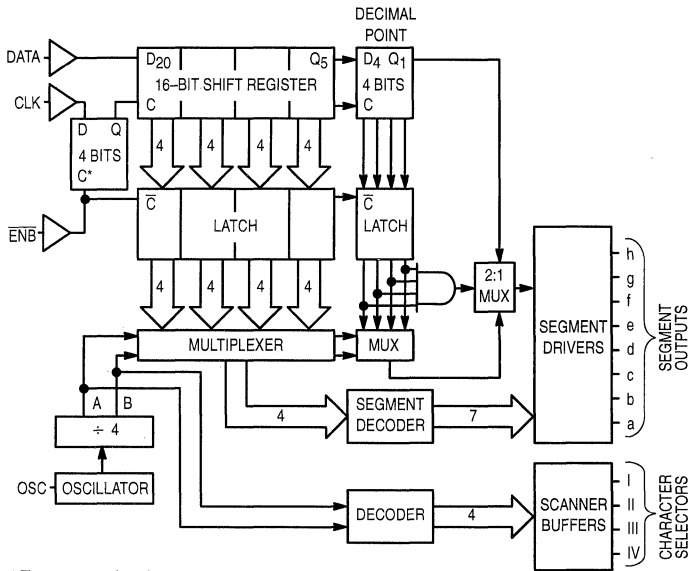 DECIMAL
POINT
DATA
D20 Q5
16–BIT SHIFT REGISTER
C
D4 Q1
4 BITS
C
CLK
D Q
4 BITS
C*
4 4 4 4
ENB
C
LATCH
C
LATCH
4 4 4 4
2:1
MUX
MULTIPLEXER
MUX
SEGMENT
DRIVERS
h
g
f
e
d
c
b
a
SEGMENT
OUTPUTS
A B
÷ 4
4
SEGMENT
DECODER
7
OSC
OSCILLATOR
DECODER
4
SCANNER
BUFFERS
I
II
III
IV
CHARACTER
SELECTORS